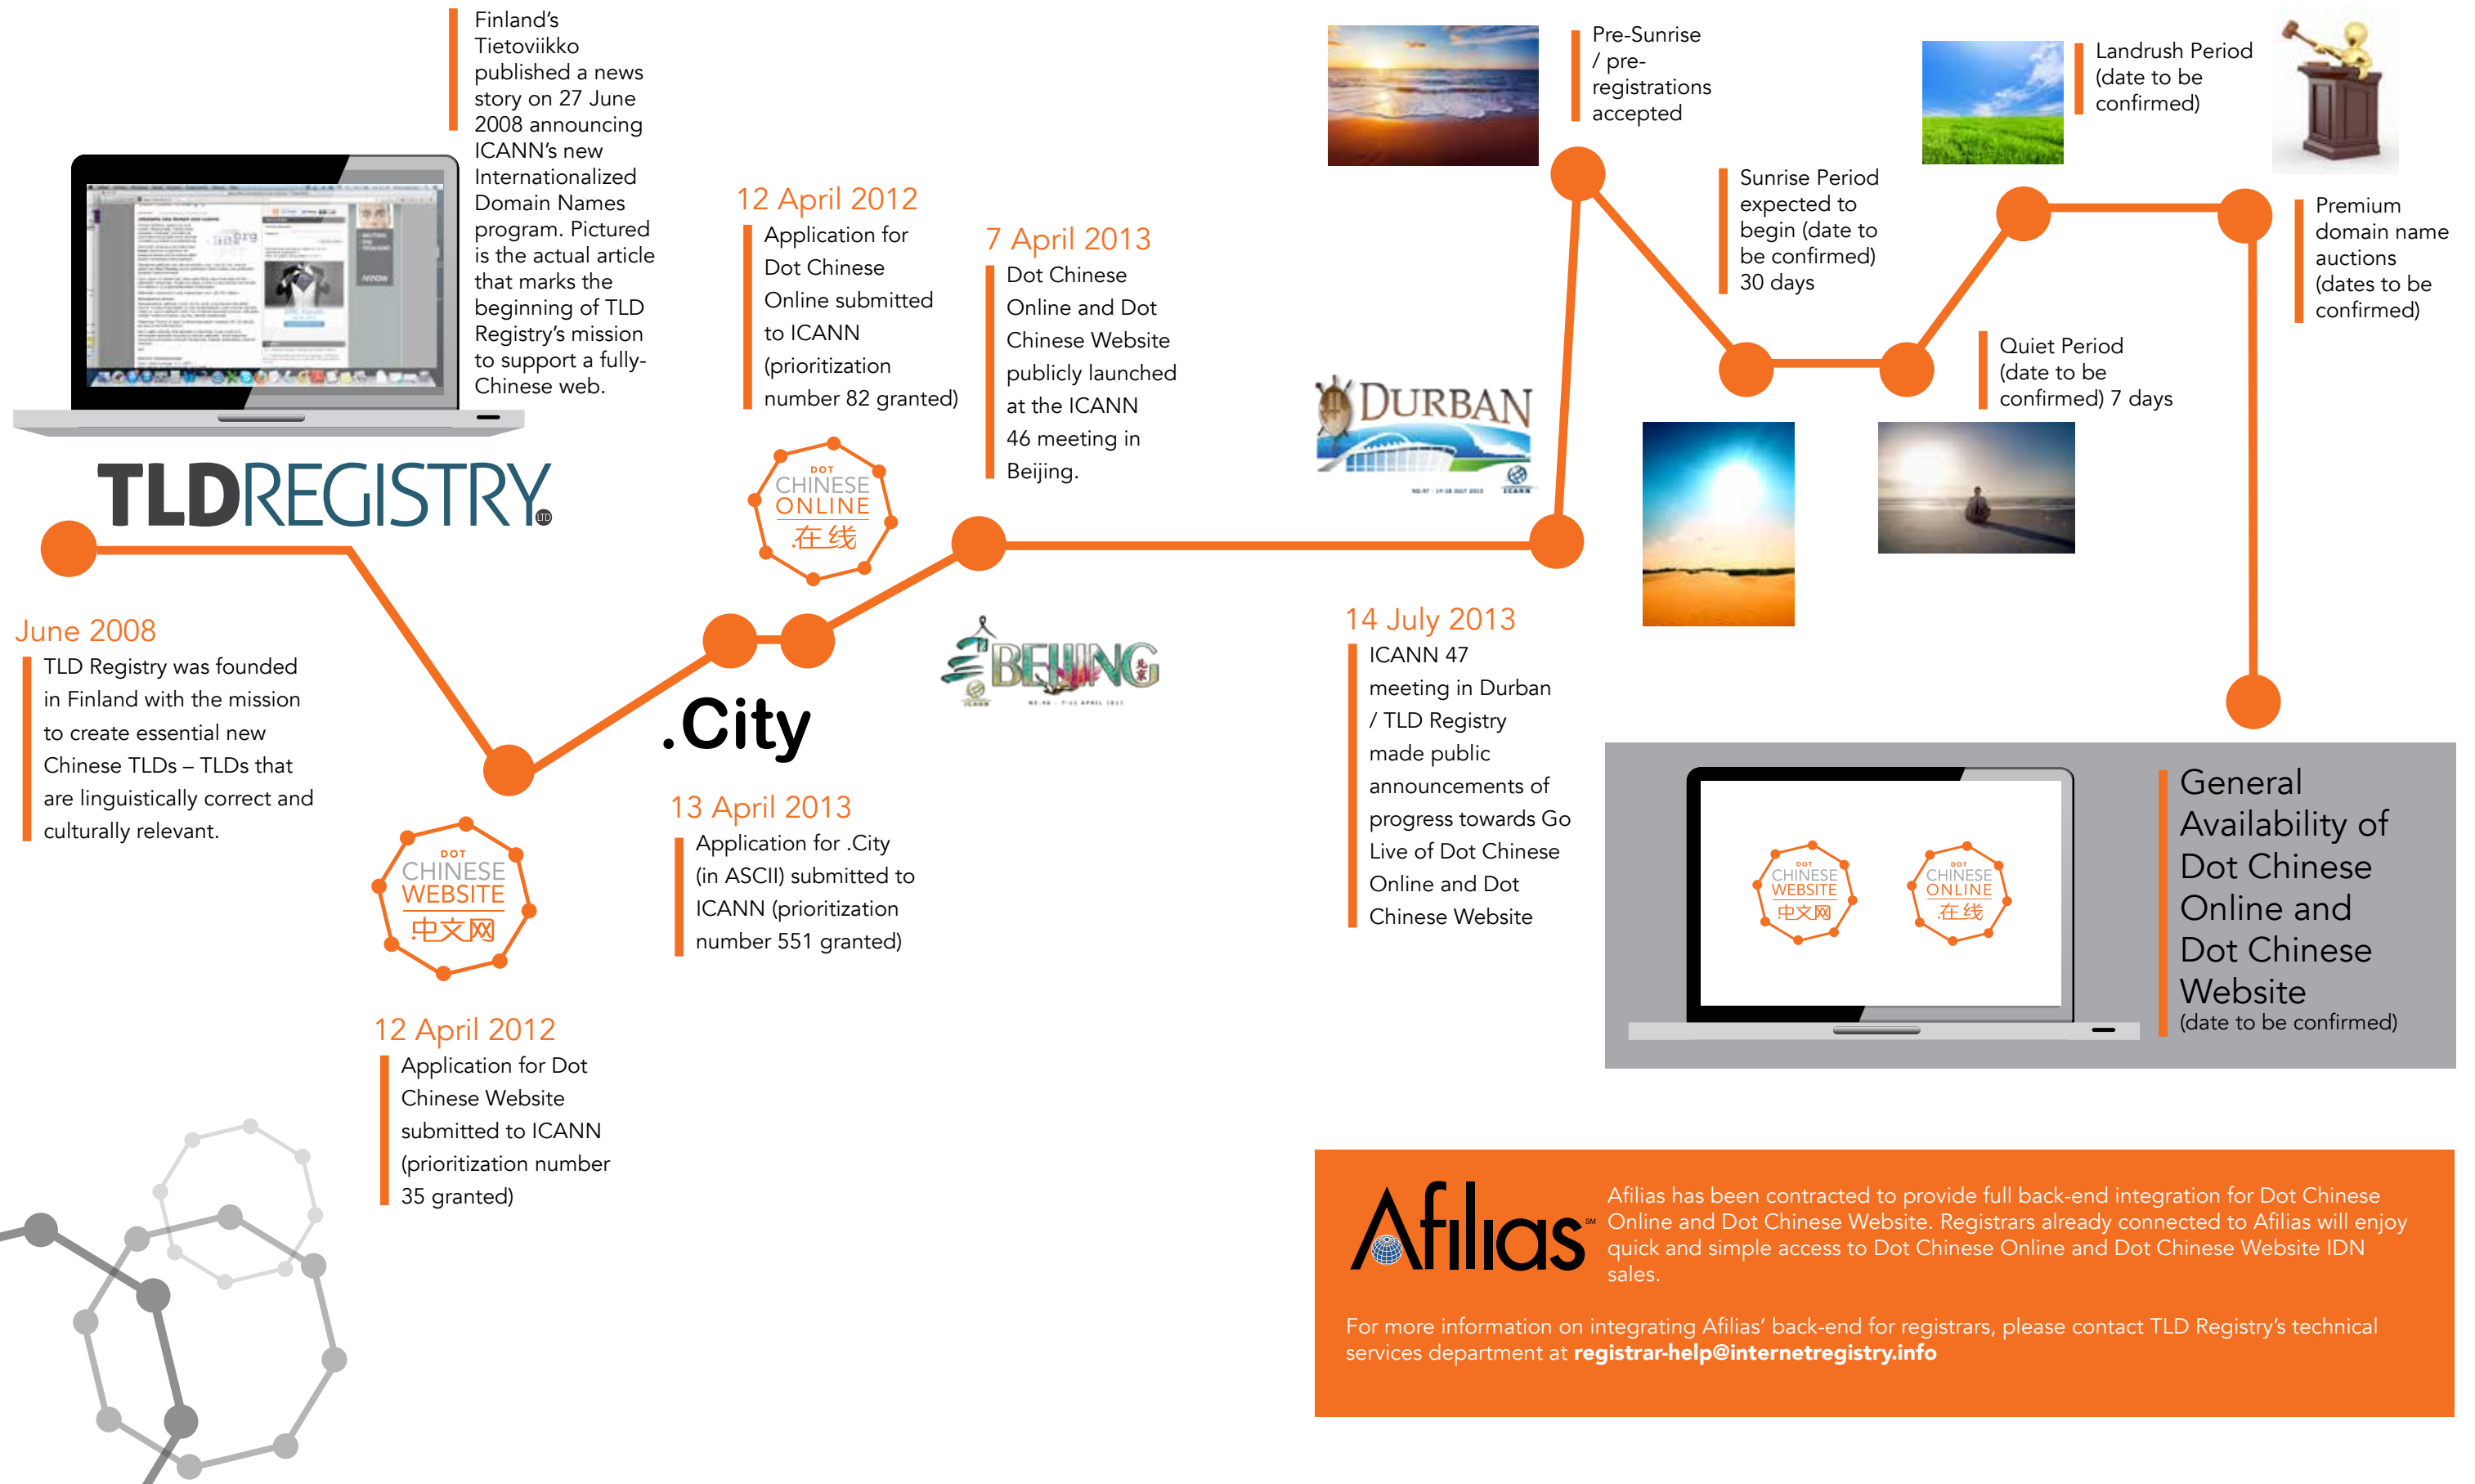 Finland's
Tietoviikko
published a news
story on 27 June
2008 announcing
ICANN's new
Internationalized
Domain Names
program. Pictured
is the actual article
that marks the
beginning of TLD
Registry's mission
to support a fully-
Chinese web.
TLDREGISTRY LTD
June 2008
TLD Registry was founded
in Finland with the mission
to create essential new
Chinese TLDs – TLDs that
are linguistically correct and
culturally relevant.
DOT
CHINESE
WEBSITE
.中文网
12 April 2012
Application for Dot
Chinese Website
submitted to ICANN
(prioritization number
35 granted)
12 April 2012
Application for
Dot Chinese
Online submitted
to ICANN
(prioritization
number 82 granted)
DOT
CHINESE
ONLINE
.在线
.City
13 April 2013
Application for .City
(in ASCII) submitted to
ICANN (prioritization
number 551 granted)
7 April 2013
Dot Chinese
Online and Dot
Chinese Website
publicly launched
at the ICANN
46 meeting in
Beijing.
BEIJING
北京
ICANN
DURBAN
NO.47 - 14-18 JULY 2013
ICANN
14 July 2013
ICANN 47
meeting in Durban
/ TLD Registry
made public
announcements of
progress towards Go
Live of Dot Chinese
Online and Dot
Chinese Website
Pre-Sunrise
/ pre-
registrations
accepted
Sunrise Period
expected to
begin (date to
be confirmed)
30 days
Quiet Period
(date to be
confirmed) 7 days
Landrush Period
(date to be
confirmed)
Premium
domain name
auctions
(dates to be
confirmed)
DOT
CHINESE
WEBSITE
.中文网
DOT
CHINESE
ONLINE
.在线
General
Availability of
Dot Chinese
Online and
Dot Chinese
Website
(date to be confirmed)
Afilias SM
Afilias has been contracted to provide full back-end integration for Dot Chinese
Online and Dot Chinese Website. Registrars already connected to Afilias will enjoy
quick and simple access to Dot Chinese Online and Dot Chinese Website IDN
sales.
For more information on integrating Afilias' back-end for registrars, please contact TLD Registry's technical
services department at registrar-help@internetregistry.info